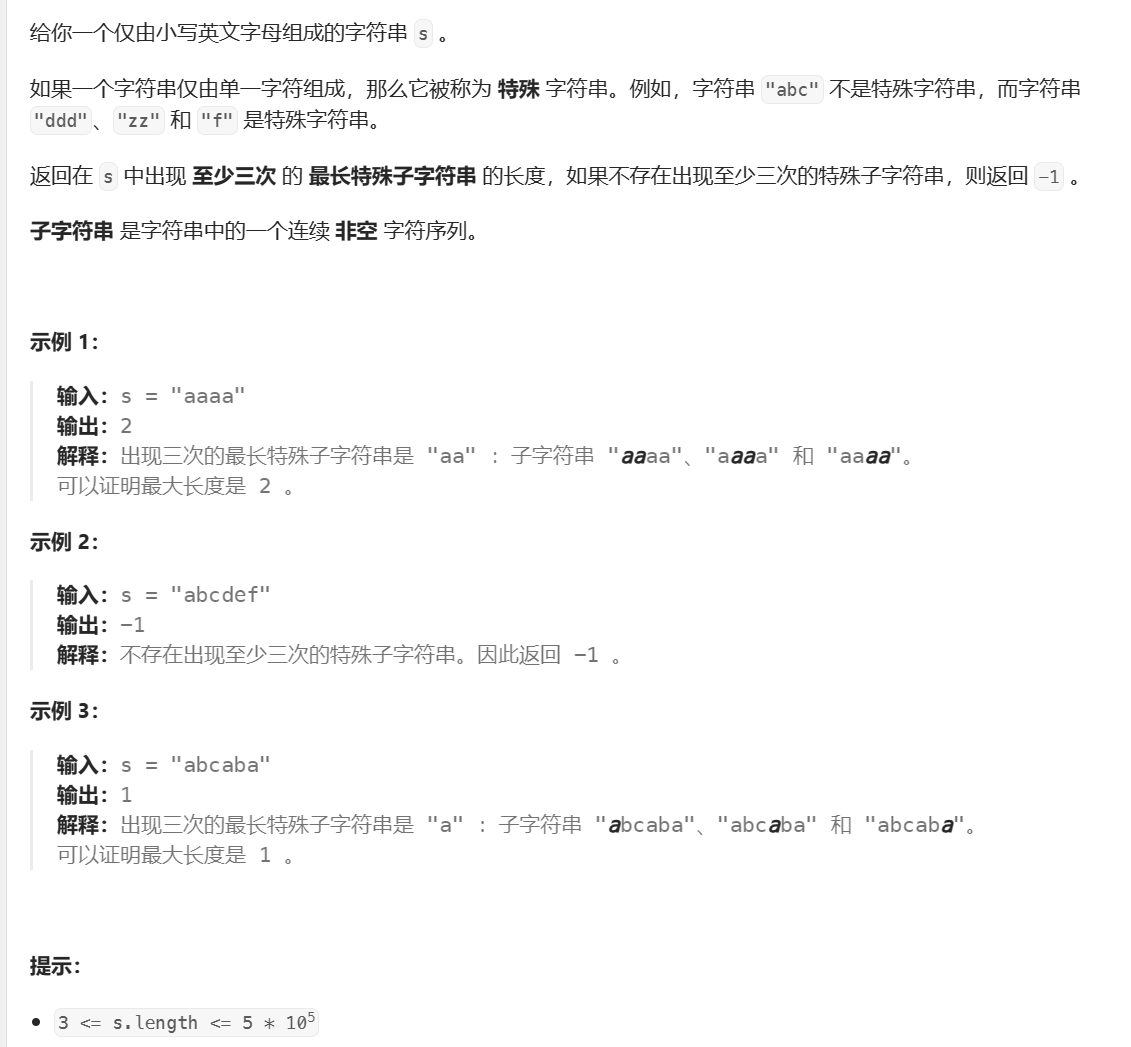 给你一个仅由小写英文字母组成的字符串 s 。
如果一个字符串仅由单一字符组成，那么它被称为 特殊 字符串。例如，字符串 "abc" 不是特殊字符串，而字符串
"ddd"、"zz" 和 "f" 是特殊字符串。
返回在 s 中出现 至少三次 的 最长特殊子字符串 的长度，如果不存在出现至少三次的特殊子字符串，则返回 -1 。
子字符串 是字符串中的一个连续 非空 字符序列。
示例 1：
输入：s = "aaaa"
输出：2
解释：出现三次的最长特殊子字符串是 "aa" ：子字符串 "aaaa"、"aaaa" 和 "aaaa"。
可以证明最大长度是 2 。
示例 2：
输入：s = "abcdef"
输出：-1
解释：不存在出现至少三次的特殊子字符串。因此返回 -1 。
示例 3：
输入：s = "abcaba"
输出：1
解释：出现三次的最长特殊子字符串是 "a" ：子字符串 "abcaba"、"abcaba" 和 "abcaba"。
可以证明最大长度是 1 。
提示：
• 3 <= s.length <= 5 * 10⁵